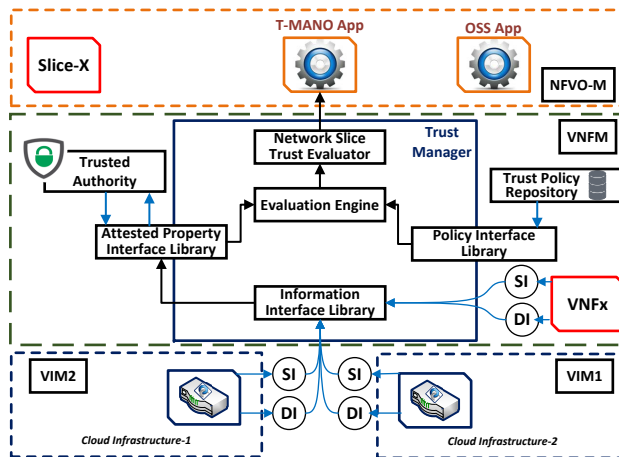 T-MANO App
OSS App
Slice-X
NFVO-M
Network Slice
Trust Evaluator
Trust
Manager
VNFM
Trusted
Authority
Trust Policy
Repository
Evaluation Engine
Attested Property
Interface Library
Policy Interface
Library
Information
Interface Library
SI
DI
VNFx
VIM2
SI
SI
VIM1
DI
DI
Cloud Infrastructure-1
Cloud Infrastructure-2